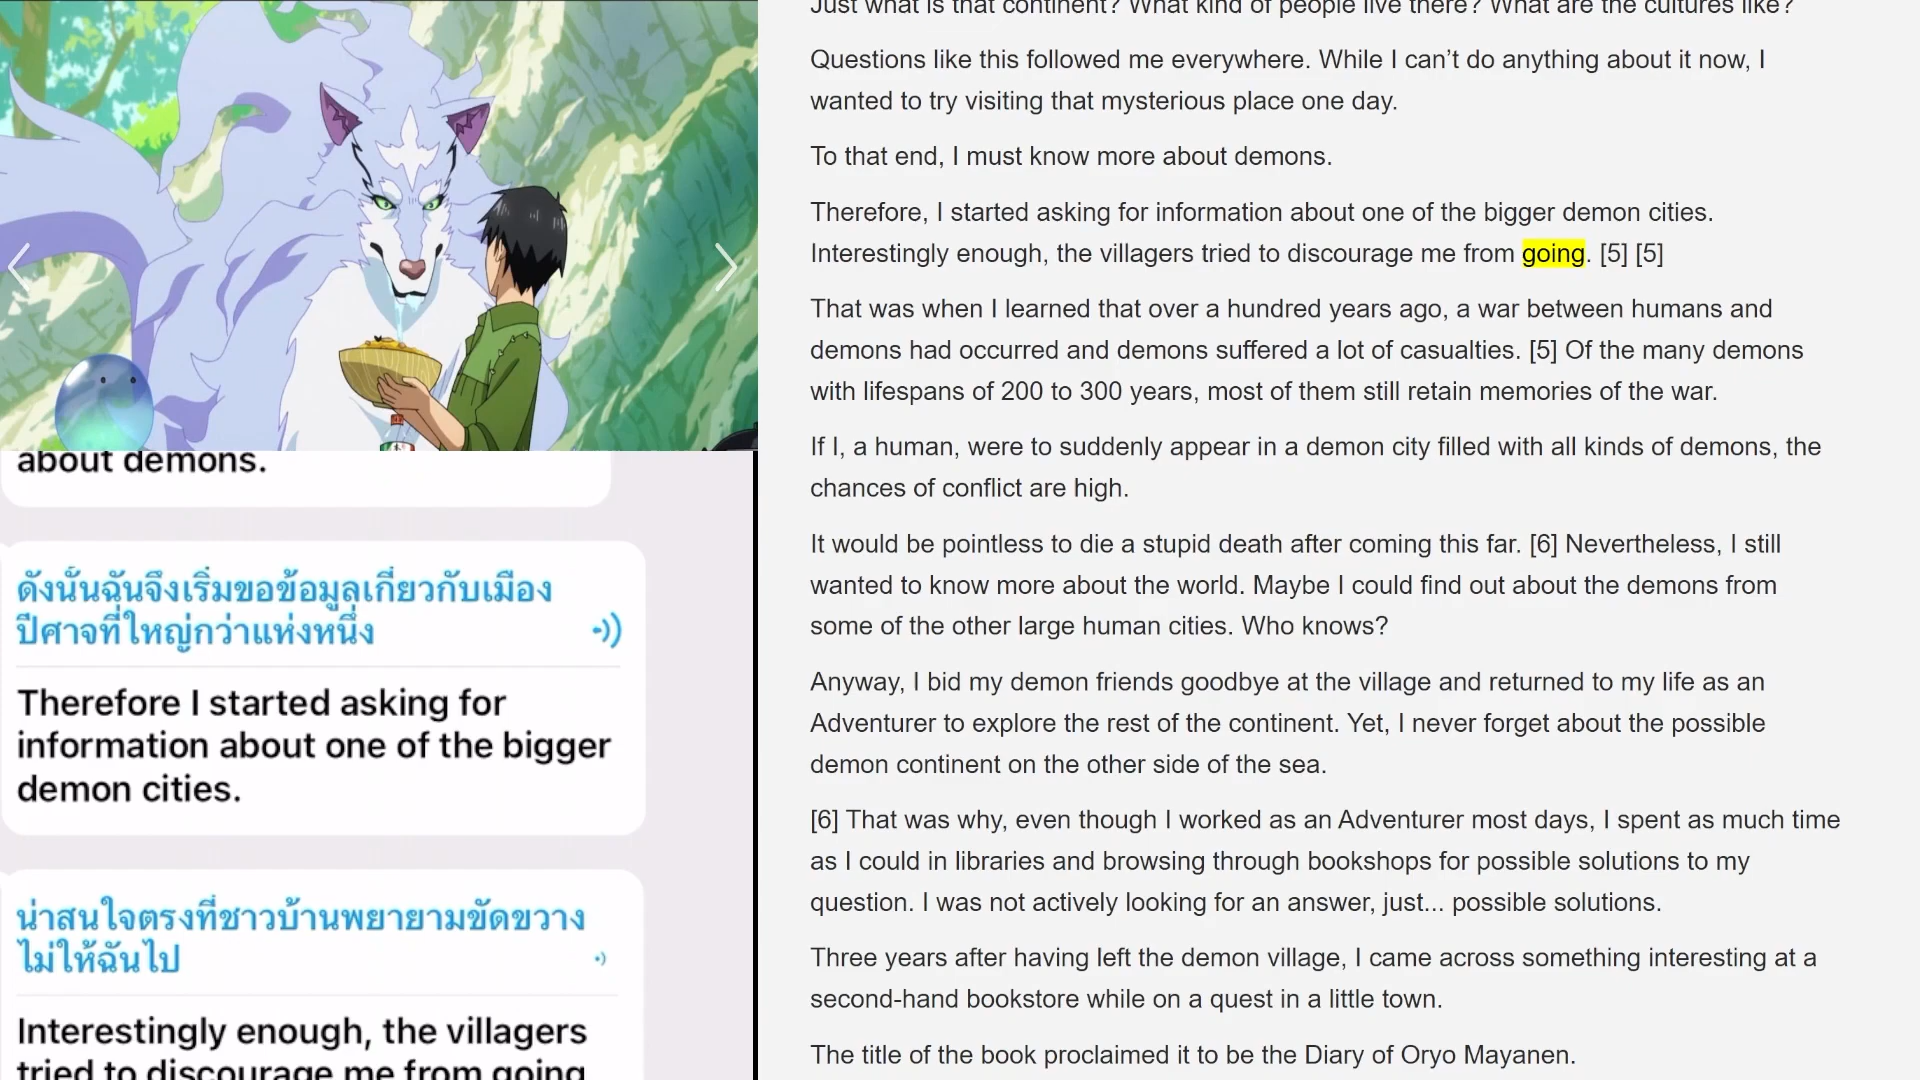 about demons.
ดังนั้นฉันจึงเริ่มขอข้อมูลเกี่ยวกับเมือง
ปีศาจที่ใหญ่กว่าแห่งหนึ่ง
Therefore I started asking for
information about one of the bigger
demon cities.
น่าสนใจตรงที่ชาวบ้านพยายามขัดขวาง
ไม่ให้ฉันไป
Interestingly enough, the villagers
tried to discourage me from going
Just what is that continent? What kind of people live there? What are the cultures like?
Questions like this followed me everywhere. While I can’t do anything about it now, I
wanted to try visiting that mysterious place one day.
To that end, I must know more about demons.
Therefore, I started asking for information about one of the bigger demon cities.
Interestingly enough, the villagers tried to discourage me from going. [5] [5]
That was when I learned that over a hundred years ago, a war between humans and
demons had occurred and demons suffered a lot of casualties. [5] Of the many demons
with lifespans of 200 to 300 years, most of them still retain memories of the war.
If I, a human, were to suddenly appear in a demon city filled with all kinds of demons, the
chances of conflict are high.
It would be pointless to die a stupid death after coming this far. [6] Nevertheless, I still
wanted to know more about the world. Maybe I could find out about the demons from
some of the other large human cities. Who knows?
Anyway, I bid my demon friends goodbye at the village and returned to my life as an
Adventurer to explore the rest of the continent. Yet, I never forget about the possible
demon continent on the other side of the sea.
[6] That was why, even though I worked as an Adventurer most days, I spent as much time
as I could in libraries and browsing through bookshops for possible solutions to my
question. I was not actively looking for an answer, just... possible solutions.
Three years after having left the demon village, I came across something interesting at a
second-hand bookstore while on a quest in a little town.
The title of the book proclaimed it to be the Diary of Oryo Mayanen.